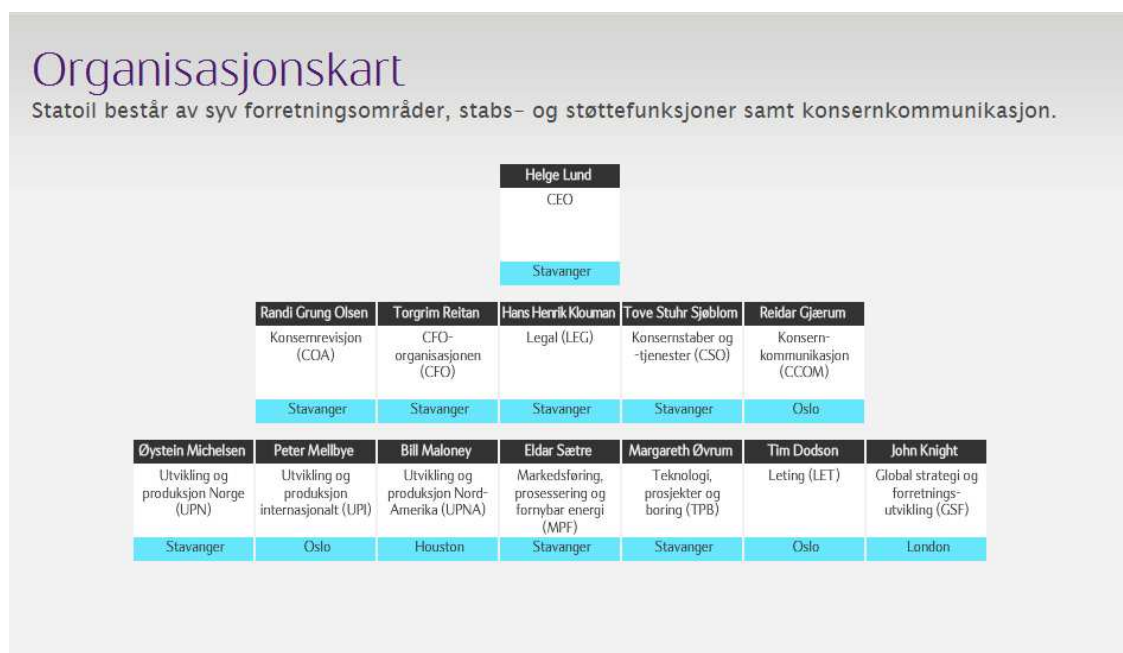 Organisasjonskart
Statoil består av syv forretningsområder, stabs- og støttefunksjoner samt konsernkommunikasjon.
Helge Lund
CEO
Stavanger
Randi Grung Olsen
Konsernrevisjon
(COA)
Stavanger
Torgrim Reitan
CFO-
organisasjonen
(CFO)
Stavanger
Hans Henrik Klouman
Legal (LEG)
Stavanger
Tove Stuhr Sjøblom
Konsernstaber og
-tjenester (CSO)
Stavanger
Reidar Gjærum
Konsern-
kommunikasjon
(CCOM)
Oslo
Øystein Michelsen
Utvikling og
produksjon Norge
(UPN)
Stavanger
Peter Mellbye
Utvikling og
produksjon
internasjonalt (UPI)
Oslo
Bill Maloney
Utvikling og
produksjon Nord-
Amerika (UPNA)
Houston
Eldar Sætre
Markedsføring,
prosessering og
fornybar energi
(MPF)
Stavanger
Margareth Øvrum
Teknologi,
prosjekter og
boring (TPB)
Stavanger
Tim Dodson
Leting (LET)
Oslo
John Knight
Global strategi og
forretnings-
utvikling (GSF)
London